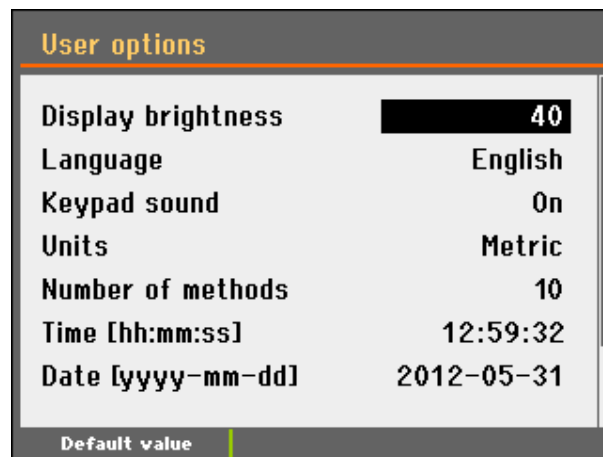 User options
Display brightness 40
Language English
Keypad sound On
Units Metric
Number of methods 10
Time [hh:mm:ss] 12:59:32
Date [yyyy-mm-dd] 2012-05-31
Default value